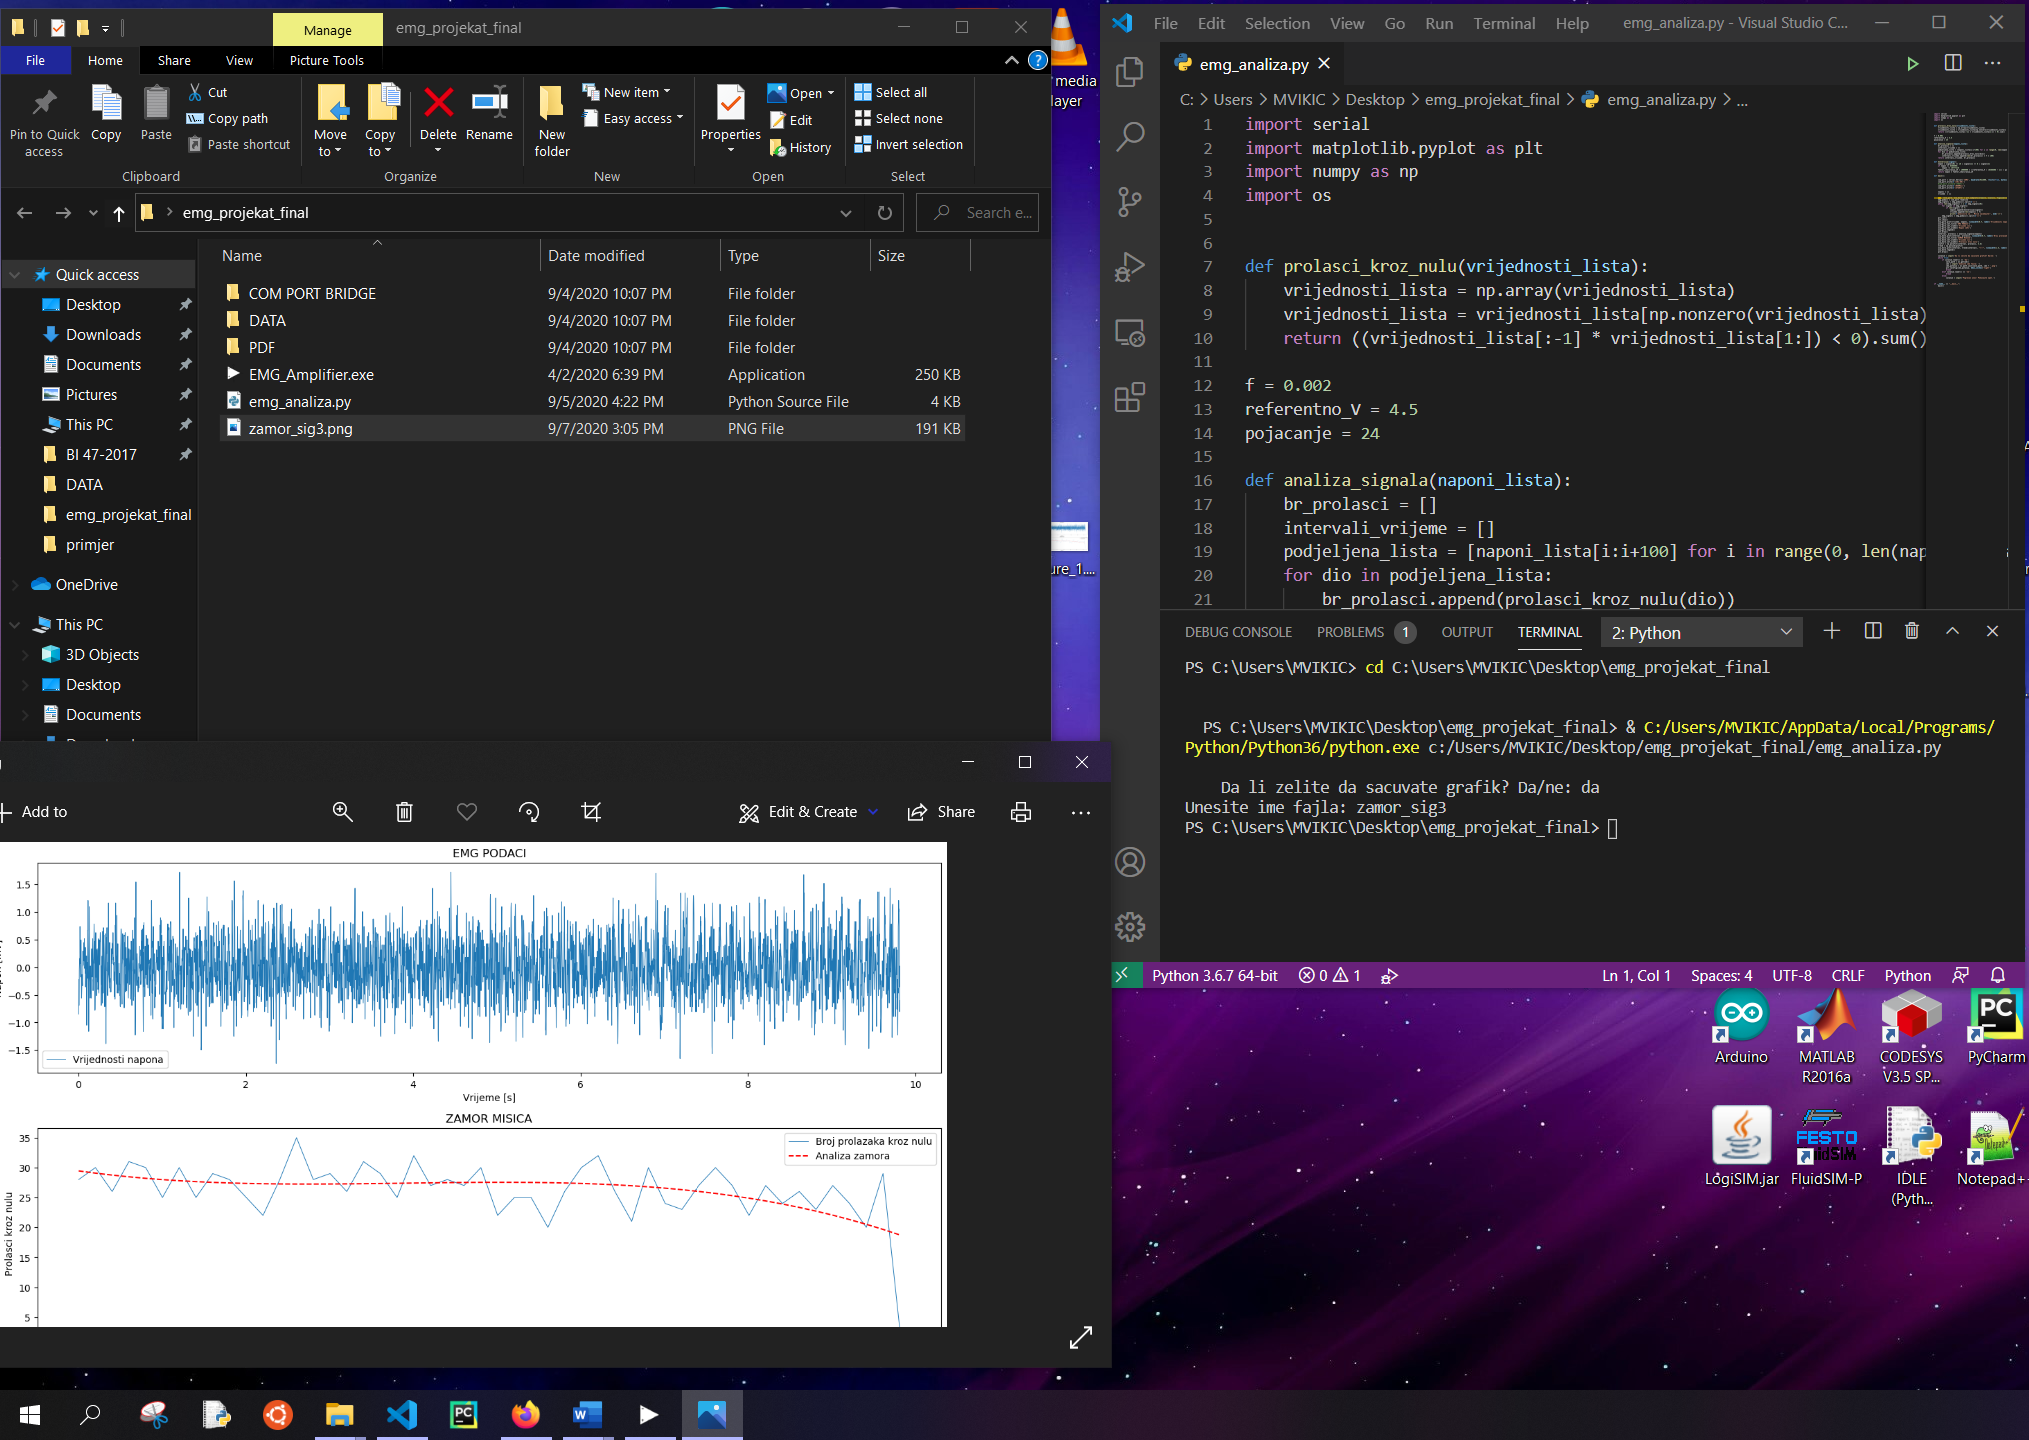 Manage
emg_projekat_final
File
Home
Share
View
Picture Tools
Pin to Quick access
Copy
Paste
Cut
Copy path
Paste shortcut
Clipboard
Move to
Copy to
Delete
Rename
Organize
New folder
New item
Easy access
New
Properties
Open
Edit
History
Open
Select all
Select none
Invert selection
Select
emg_projekat_final
Search e...
Name
Date modified
Type
Size
COM PORT BRIDGE 9/4/2020 10:07 PM File folder
DATA 9/4/2020 10:07 PM File folder
PDF 9/4/2020 10:07 PM File folder
EMG_Amplifier.exe 4/2/2020 6:39 PM Application 250 KB
emg_analiza.py 9/5/2020 4:22 PM Python Source File 4 KB
zamor_sig3.png 9/7/2020 3:05 PM PNG File 191 KB
Quick access
Desktop
Downloads
Documents
Pictures
This PC
BI 47-2017
DATA
emg_projekat_final
primjer
OneDrive
This PC
3D Objects
Desktop
Documents
media
layer
ure_1....
File Edit Selection View Go Run Terminal Help
emg_analiza.py - Visual Studio C...
emg_analiza.py
C: > Users > MVIKIC > Desktop > emg_projekat_final > emg_analiza.py > ...
1 import serial
2 import matplotlib.pyplot as plt
3 import numpy as np
4 import os
5
6
7 def prolasci_kroz_nulu(vrijednosti_lista):
8 vrijednosti_lista = np.array(vrijednosti_lista)
9 vrijednosti_lista = vrijednosti_lista[np.nonzero(vrijednosti_lista)
10 return ((vrijednosti_lista[:-1] * vrijednosti_lista[1:]) < 0).sum()
11
12 f = 0.002
13 referentno_V = 4.5
14 pojacanje = 24
15
16 def analiza_signala(naponi_lista):
17 br_prolasci = []
18 intervali_vrijeme = []
19 podjeljena_lista = [naponi_lista[i:i+100] for i in range(0, len(nap
20 for dio in podjeljena_lista:
21 br_prolasci.append(prolasci_kroz_nulu(dio))
DEBUG CONSOLE PROBLEMS 1 OUTPUT TERMINAL 2: Python
PS C:\Users\MVIKIC> cd C:\Users\MVIKIC\Desktop\emg_projekat_final
PS C:\Users\MVIKIC\Desktop\emg_projekat_final> & C:/Users/MVIKIC/AppData/Local/Programs/
Python/Python36/python.exe c:/Users/MVIKIC/Desktop/emg_projekat_final/emg_analiza.py
Da li zelite da sacuvate grafik? Da/ne: da
Unesite ime fajla: zamor_sig3
PS C:\Users\MVIKIC\Desktop\emg_projekat_final>
Python 3.6.7 64-bit 0 1 Ln 1, Col 1 Spaces: 4 UTF-8 CRLF Python
Add to
Edit & Create
Share
EMG PODACI
1.5
1.0
0.5
0.0
−0.5
−1.0
−1.5
Vrijednosti napona
0 2 4 6 8 10
Vrijeme [s]
ZAMOR MISICA
35
30
25
20
15
10
5
Prolasci kroz nulu
Broj prolazaka kroz nulu
Analiza zamora
PC
Arduino
MATLAB R2016a
CODESYS V3.5 SP...
PyCharm
FESTO
LogiSIM.jar
FluidSIM-P
IDLE (Pyth...
Notepad+
PC
W